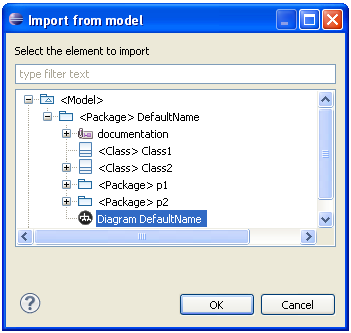 Import from model
Select the element to import
type filter text
<Model>
<Package> DefaultName
documentation
<Class> Class1
<Class> Class2
<Package> p1
<Package> p2
Diagram DefaultName
?
OK
Cancel